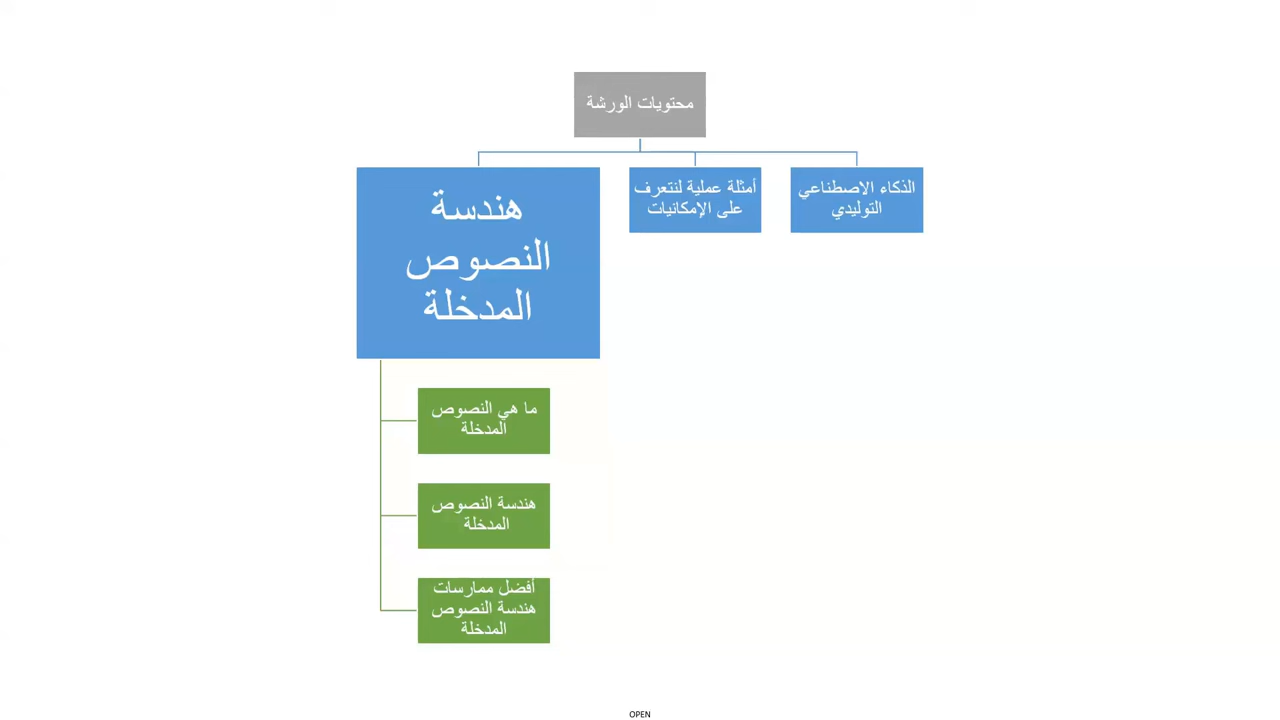 محتويات الورشة
الذكاء الاصطناعي
التوليدي
أمثلة عملية لنتعرف
على الإمكانيات
هندسة
النصوص
المدخلة
ما هي النصوص
المدخلة
هندسة النصوص
المدخلة
أفضل ممارسات
هندسة النصوص
المدخلة
OPEN